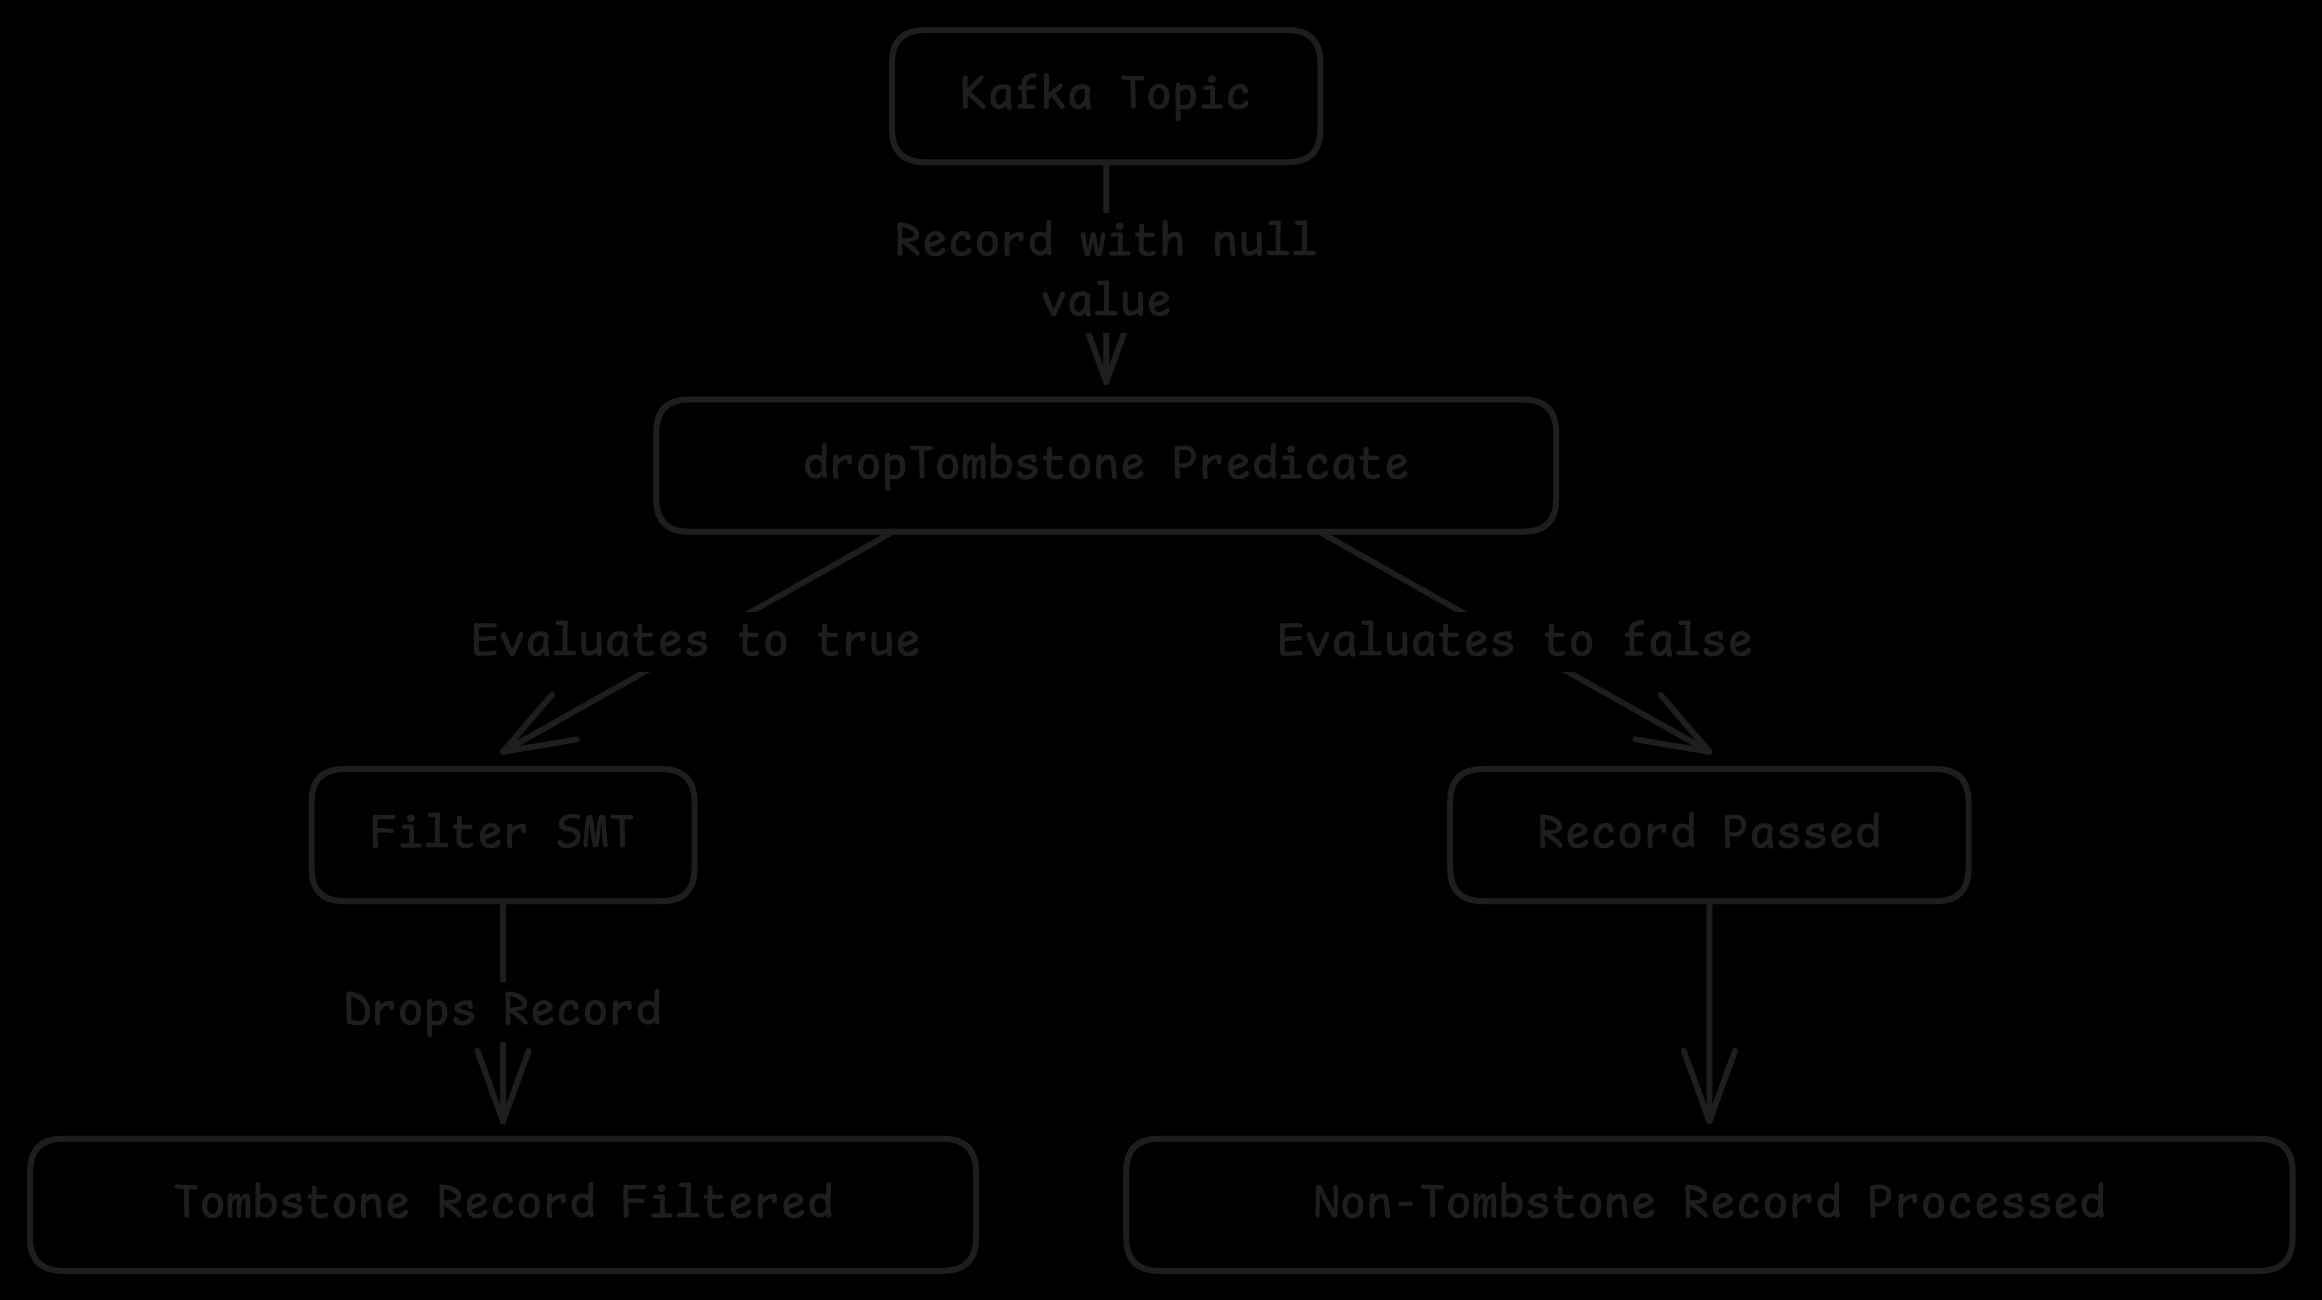 Kafka Topic
Record with null
value
dropTombstone Predicate
Evaluates to true
Evaluates to false
Filter SMT
Record Passed
Drops Record
Tombstone Record Filtered
Non-Tombstone Record Processed